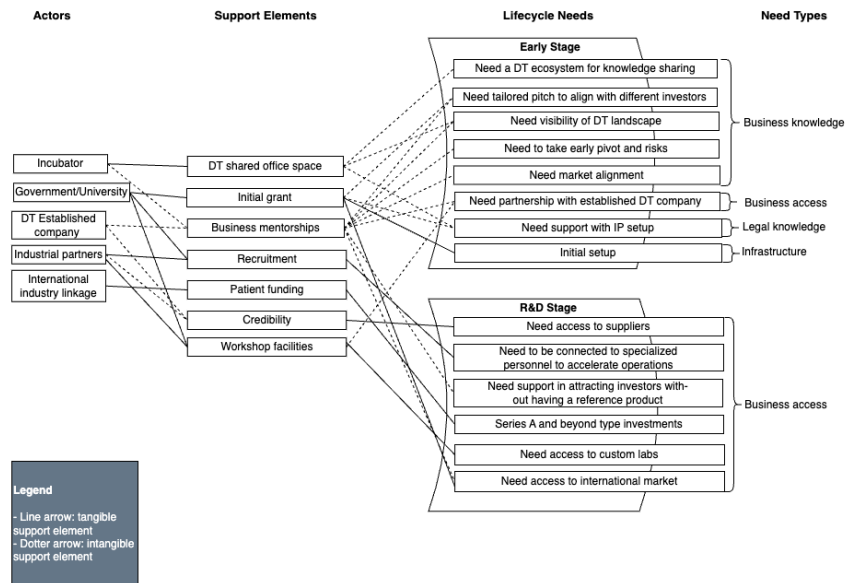 Actors
Support Elements
Lifecycle Needs
Need Types
Incubator
Government/University
DT Established
company
Industrial partners
International
industry linkage
DT shared office space
Initial grant
Business mentorships
Recruitment
Patient funding
Credibility
Workshop facilities
Early Stage
Need a DT ecosystem for knowledge sharing
Need tailored pitch to align with different investors
Need visibility of DT landscape
Need to take early pivot and risks
Need market alignment
Need partnership with established DT company
Need support with IP setup
Initial setup
Business knowledge
Business access
Legal knowledge
Infrastructure
R&D Stage
Need access to suppliers
Need to be connected to specialized
personnel to accelerate operations
Need support in attracting investors with-
out having a reference product
Series A and beyond type investments
Need access to custom labs
Need access to international market
Business access
Legend
- Line arrow: tangible
support element
- Dotter arrow: intangible
support element